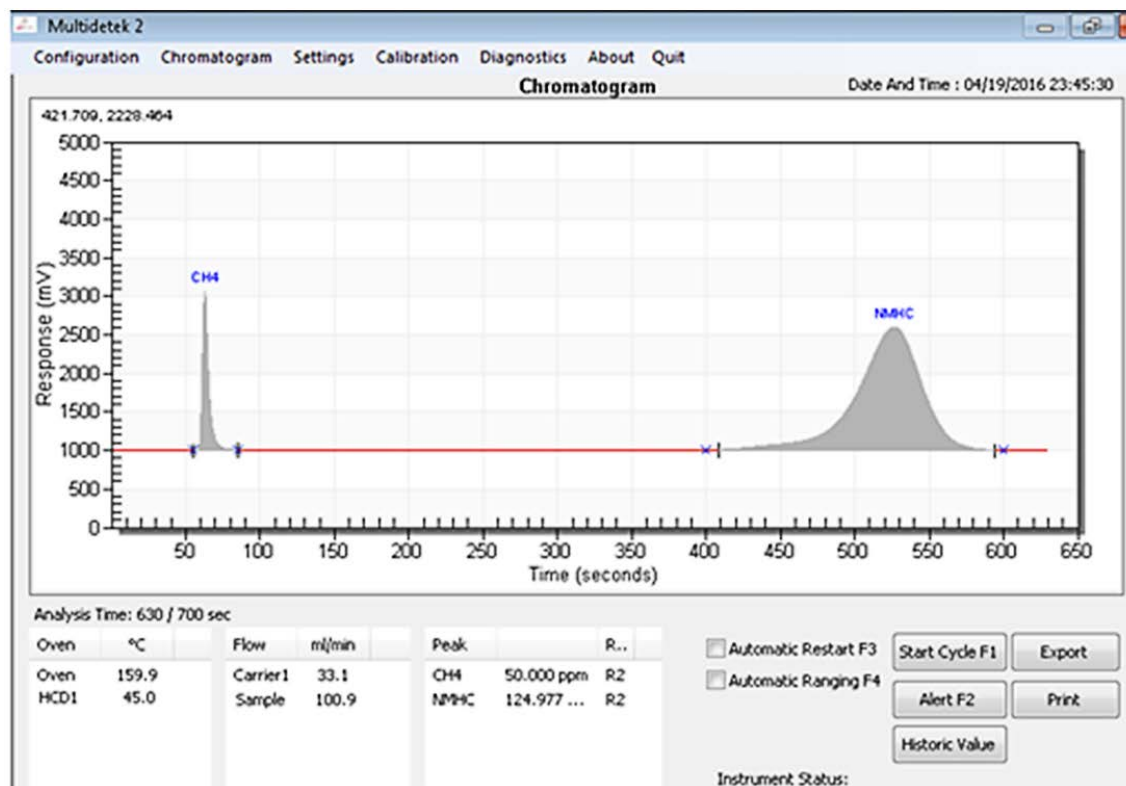 Multidetek 2
Configuration Chromatogram Settings Calibration Diagnostics About Quit
Chromatogram
Date And Time : 04/19/2016 23:45:30
421.709, 2228.464
5000
4500
4000
3500
3000
2500
2000
1500
1000
500
0
Response (mV)
CH4
NMHC
50 100 150 200 250 300 350 400 450 500 550 600 650
Time (seconds)
Analysis Time: 630 / 700 sec
Oven °C
Oven 159.9
HCD1 45.0
Flow ml/min
Carrier1 33.1
Sample 100.9
Peak R..
CH4 50.000 ppm R2
NMHC 124.977 ... R2
Automatic Restart F3
Automatic Ranging F4
Start Cycle F1
Export
Alert F2
Print
Historic Value
Instrument Status: